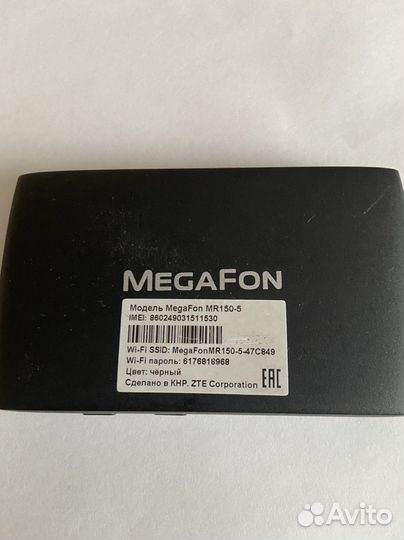 MEGAFON
Модель MegaFon MR150-5
IMEI: 860249031511530
Wi-Fi SSID: MegaFonMR150-5-47C849
Wi-Fi пароль: 6176818968
Цвет: чёрный
Сделано в КНР. ZTE Corporation
EAC
Avito